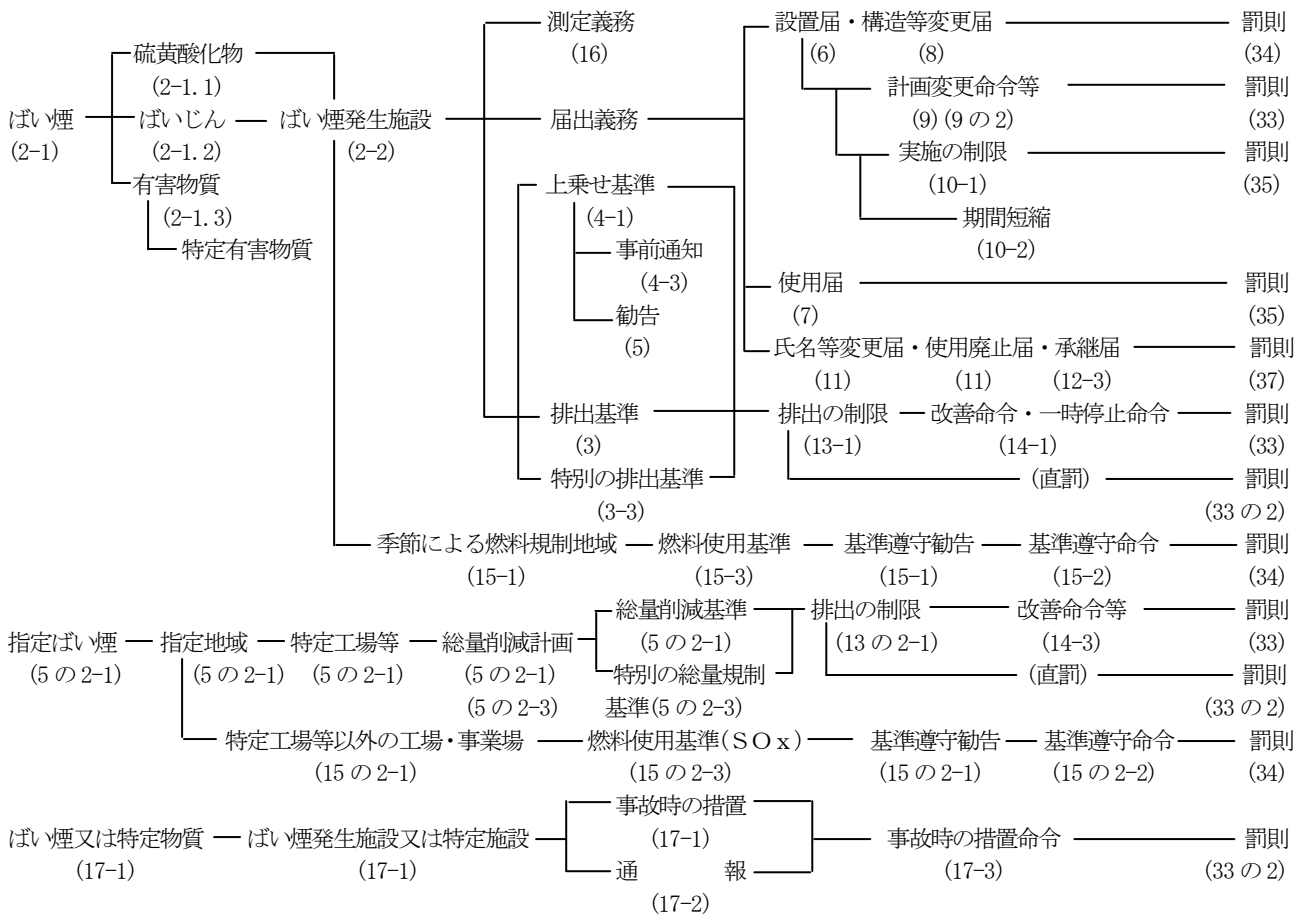 測定義務 設置届・構造等変更届 罰則
硫黄酸化物 (16) (6) (8) (34)
(2-1.1) 計画変更命令等 罰則
ばい煙 ばいじん ばい煙発生施設 届出義務 (9) (9の2) (33)
(2-1) (2-1.2) (2-2) 実施の制限 罰則
有害物質 上乗せ基準 (10-1) (35)
(2-1.3) (4-1) 期間短縮
特定有害物質 事前通知 (10-2)
(4-3) 使用届 罰則
勧告 (7) (35)
(5) 氏名等変更届・使用廃止届・承継届 罰則
(11) (11) (12-3) (37)
排出基準 排出の制限 改善命令・一時停止命令 罰則
(3) (13-1) (14-1) (33)
特別の排出基準 (直罰) 罰則
(3-3) (33の2)
季節による燃料規制地域 燃料使用基準 基準遵守勧告 基準遵守命令 罰則
(15-1) (15-3) (15-1) (15-2) (34)
総量削減基準 排出の制限 改善命令等 罰則
指定ばい煙 指定地域 特定工場等 総量削減計画 (5の2-1) (13の2-1) (14-3) (33)
(5の2-1) (5の2-1) (5の2-1) (5の2-1) 特別の総量規制 (直罰) 罰則
(5の2-3) 基準(5の2-3) (33の2)
特定工場等以外の工場・事業場 燃料使用基準(SOx) 基準遵守勧告 基準遵守命令 罰則
(15の2-1) (15の2-3) (15の2-1) (15の2-2) (34)
事故時の措置
ばい煙又は特定物質 ばい煙発生施設又は特定施設 (17-1) 事故時の措置命令 罰則
(17-1) (17-1) 通 報 (17-3) (33の2)
(17-2)